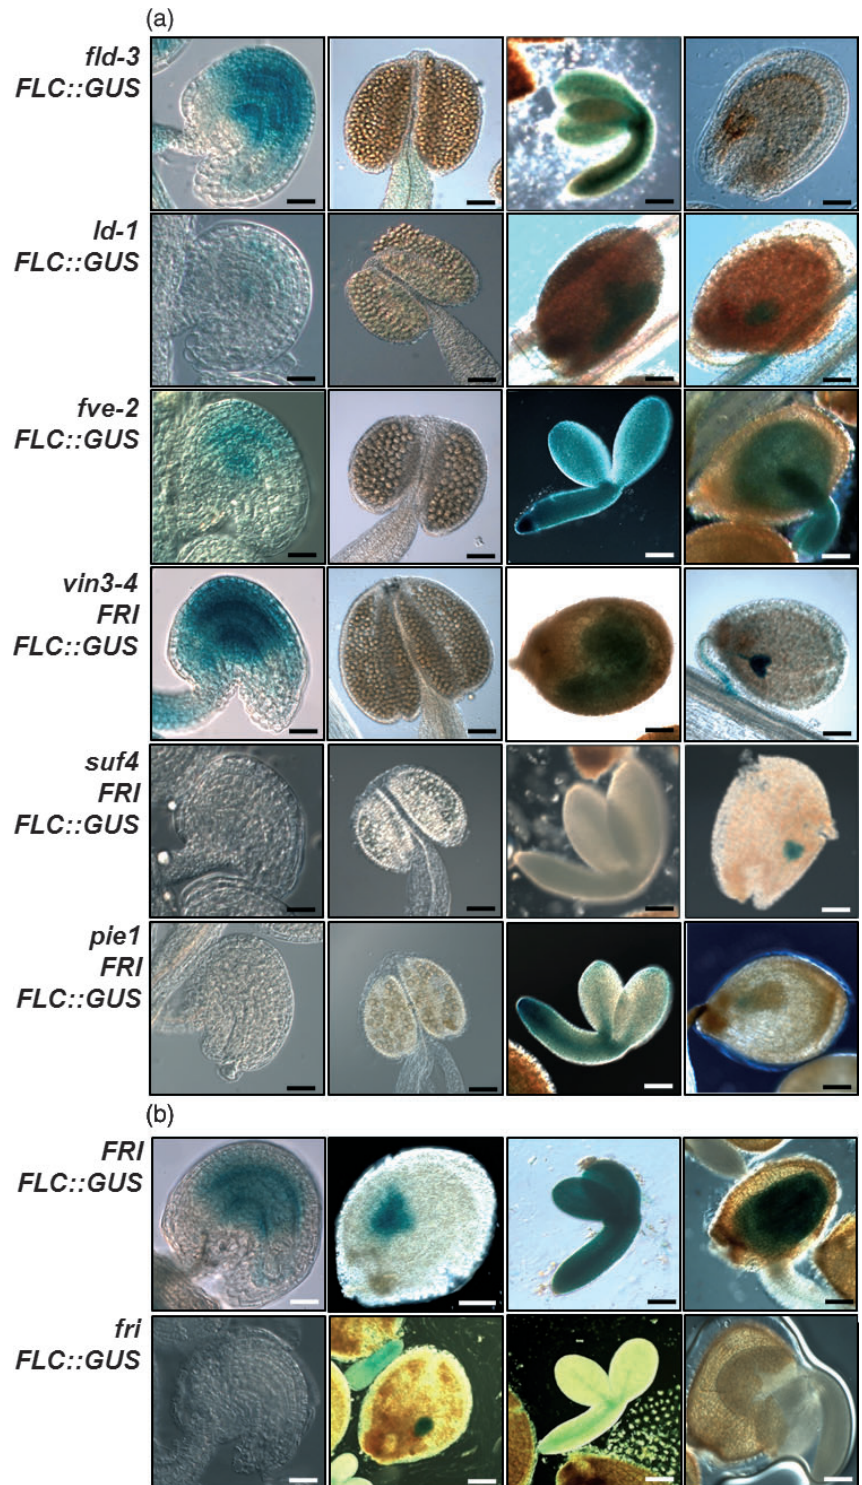 (a)
fld-3
FLC::GUS
ld-1
FLC::GUS
fve-2
FLC::GUS
vin3-4
FRI
FLC::GUS
suf4
FRI
FLC::GUS
pie1
FRI
FLC::GUS
(b)
FRI
FLC::GUS
fri
FLC::GUS